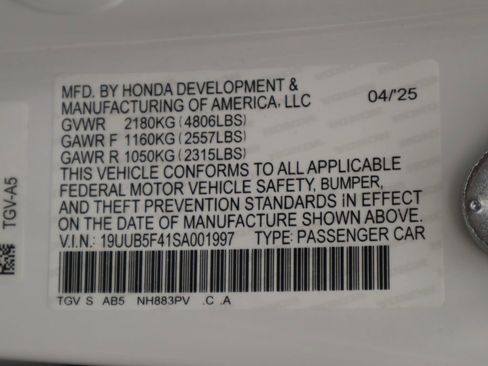 MFD. BY HONDA DEVELOPMENT &
MANUFACTURING OF AMERICA, LLC 04/'25
GVWR 2180KG (4806LBS)
GAWR F 1160KG (2557LBS)
GAWR R 1050KG (2315LBS)
THIS VEHICLE CONFORMS TO ALL APPLICABLE
FEDERAL MOTOR VEHICLE SAFETY, BUMPER,
AND THEFT PREVENTION STANDARDS IN EFFECT
ON THE DATE OF MANUFACTURE SHOWN ABOVE.
V.I.N.: 19UUB5F41SA001997 TYPE: PASSENGER CAR
TGV S AB5 NH883PV .C .A
TGV-A5